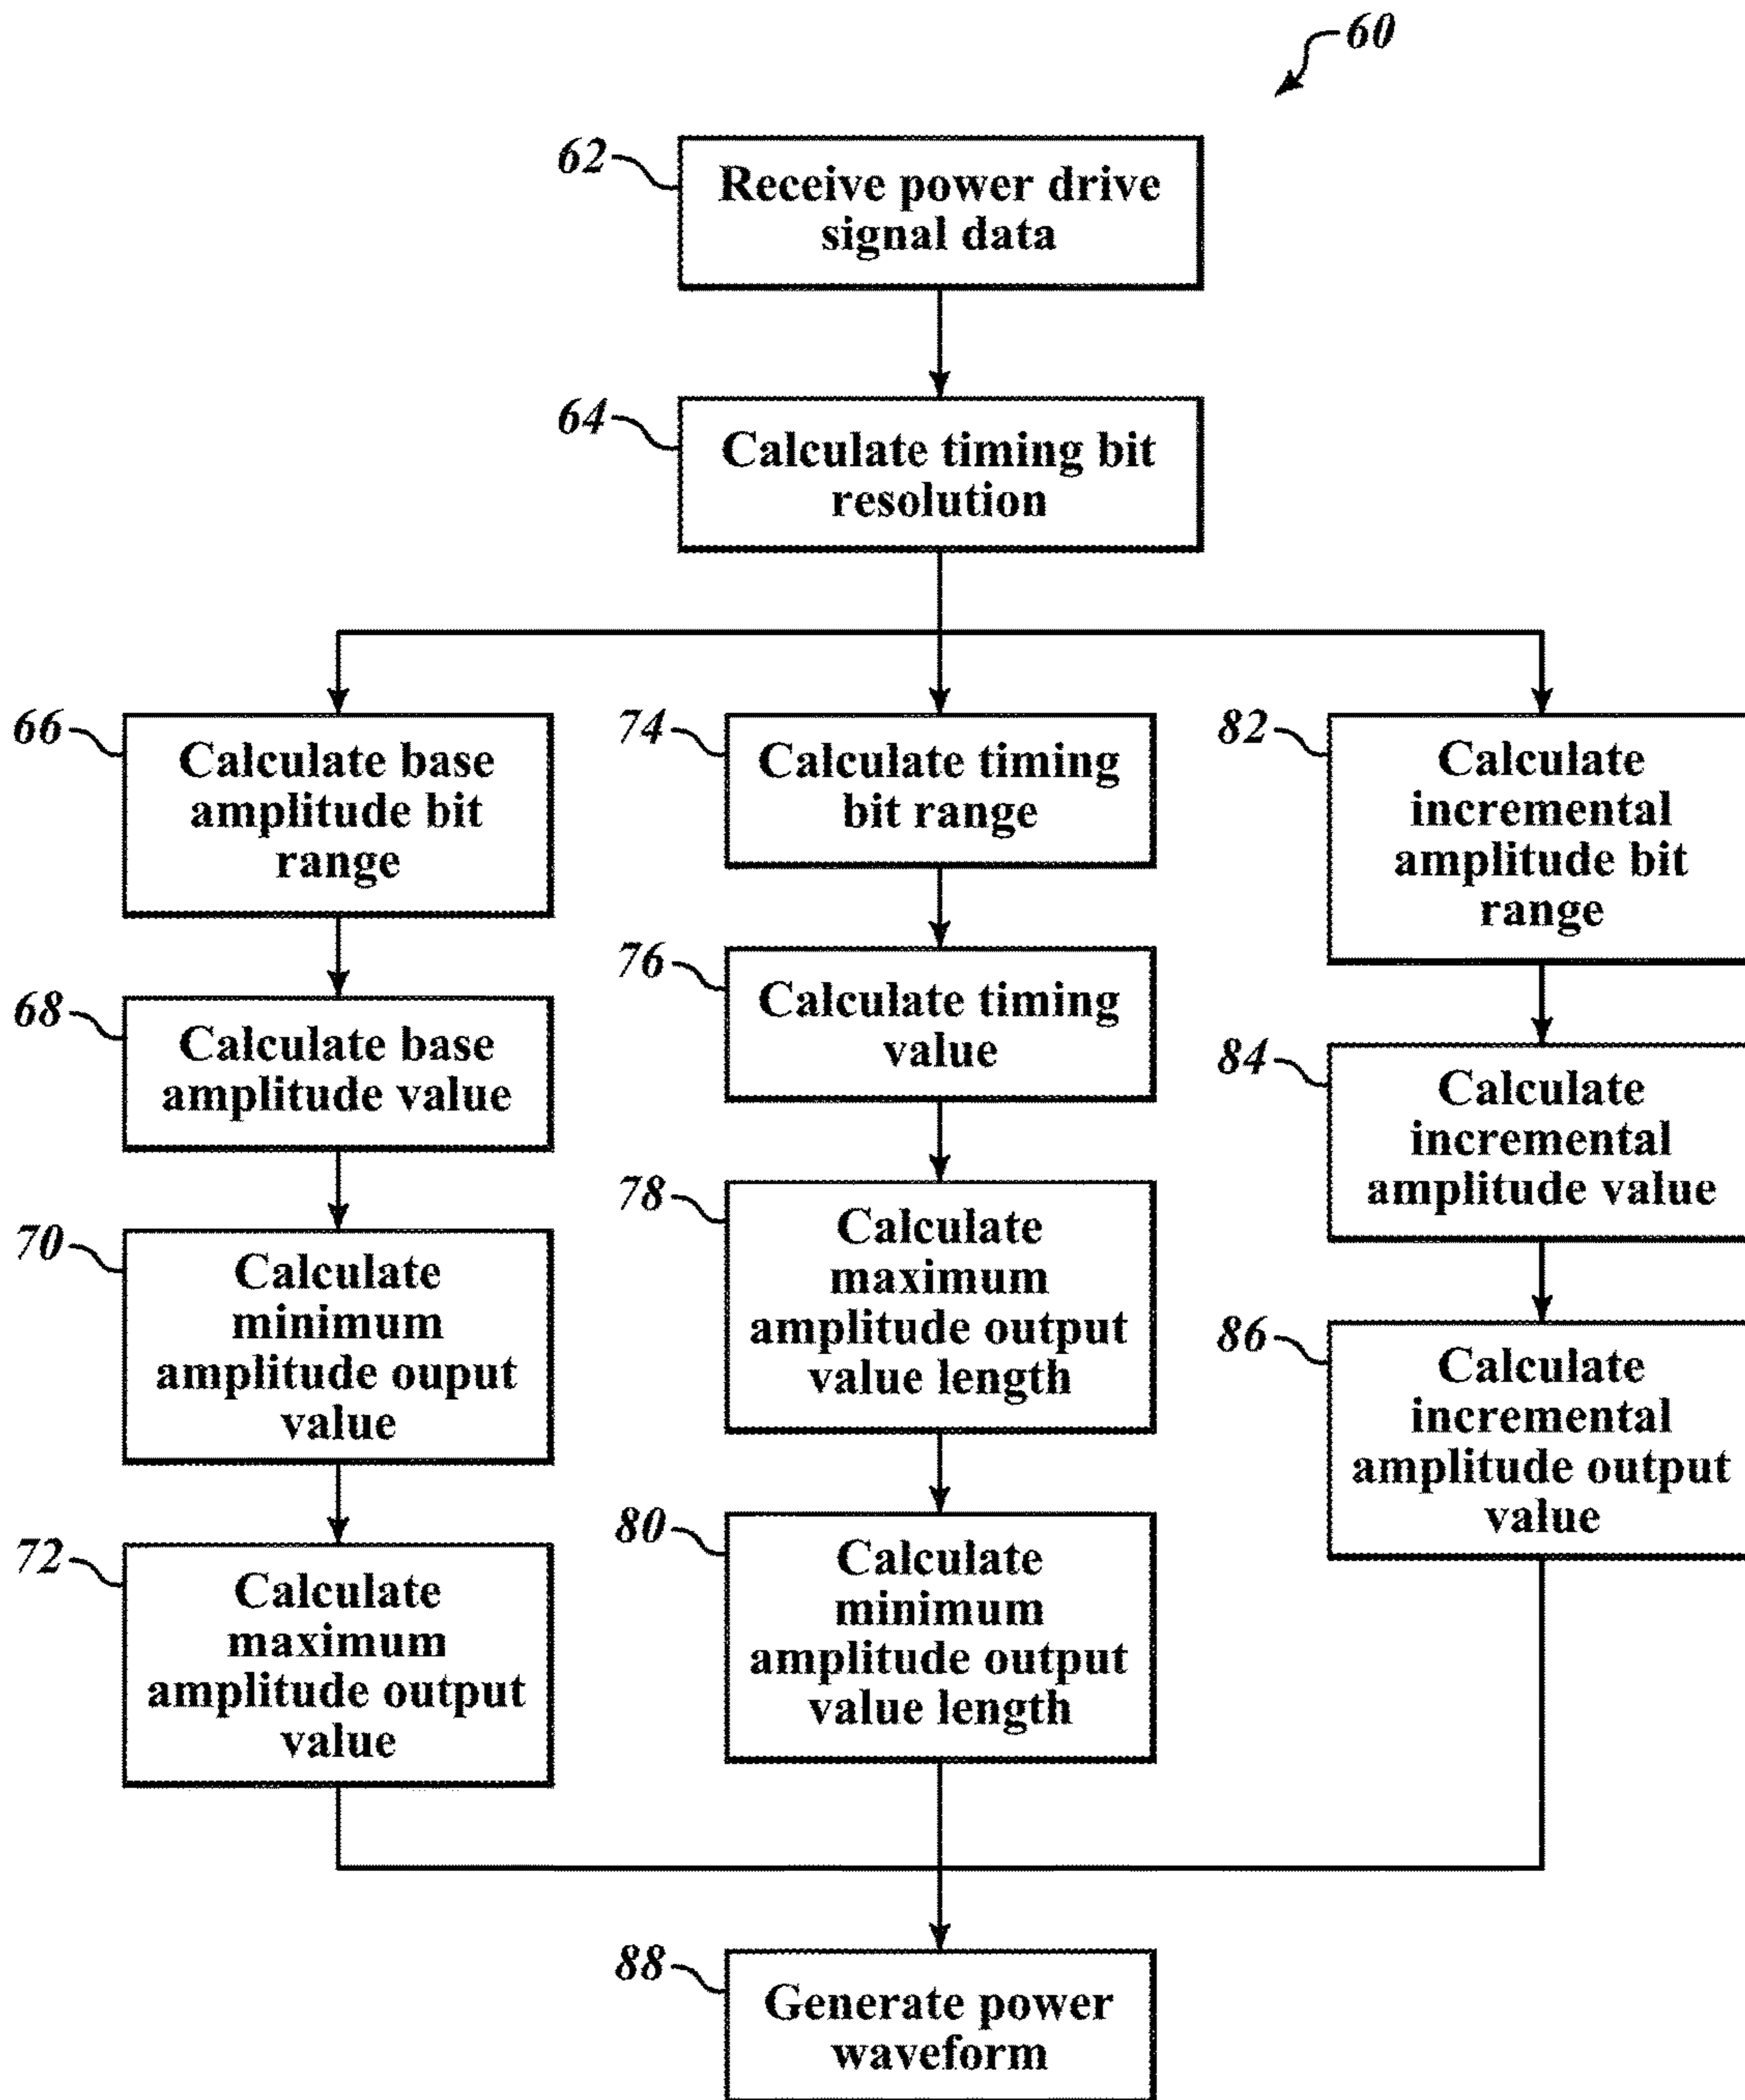 60
62
Receive power drive
signal data
64
Calculate timing bit
resolution
66
Calculate base
amplitude bit
range
68
Calculate base
amplitude value
70
Calculate
minimum
amplitude ouput
value
72
Calculate
maximum
amplitude output
value
74
Calculate timing
bit range
76
Calculate timing
value
78
Calculate
maximum
amplitude output
value length
80
Calculate
minimum
amplitude output
value length
82
Calculate
incremental
amplitude bit
range
84
Calculate
incremental
amplitude value
86
Calculate
incremental
amplitude output
value
88
Generate power
waveform